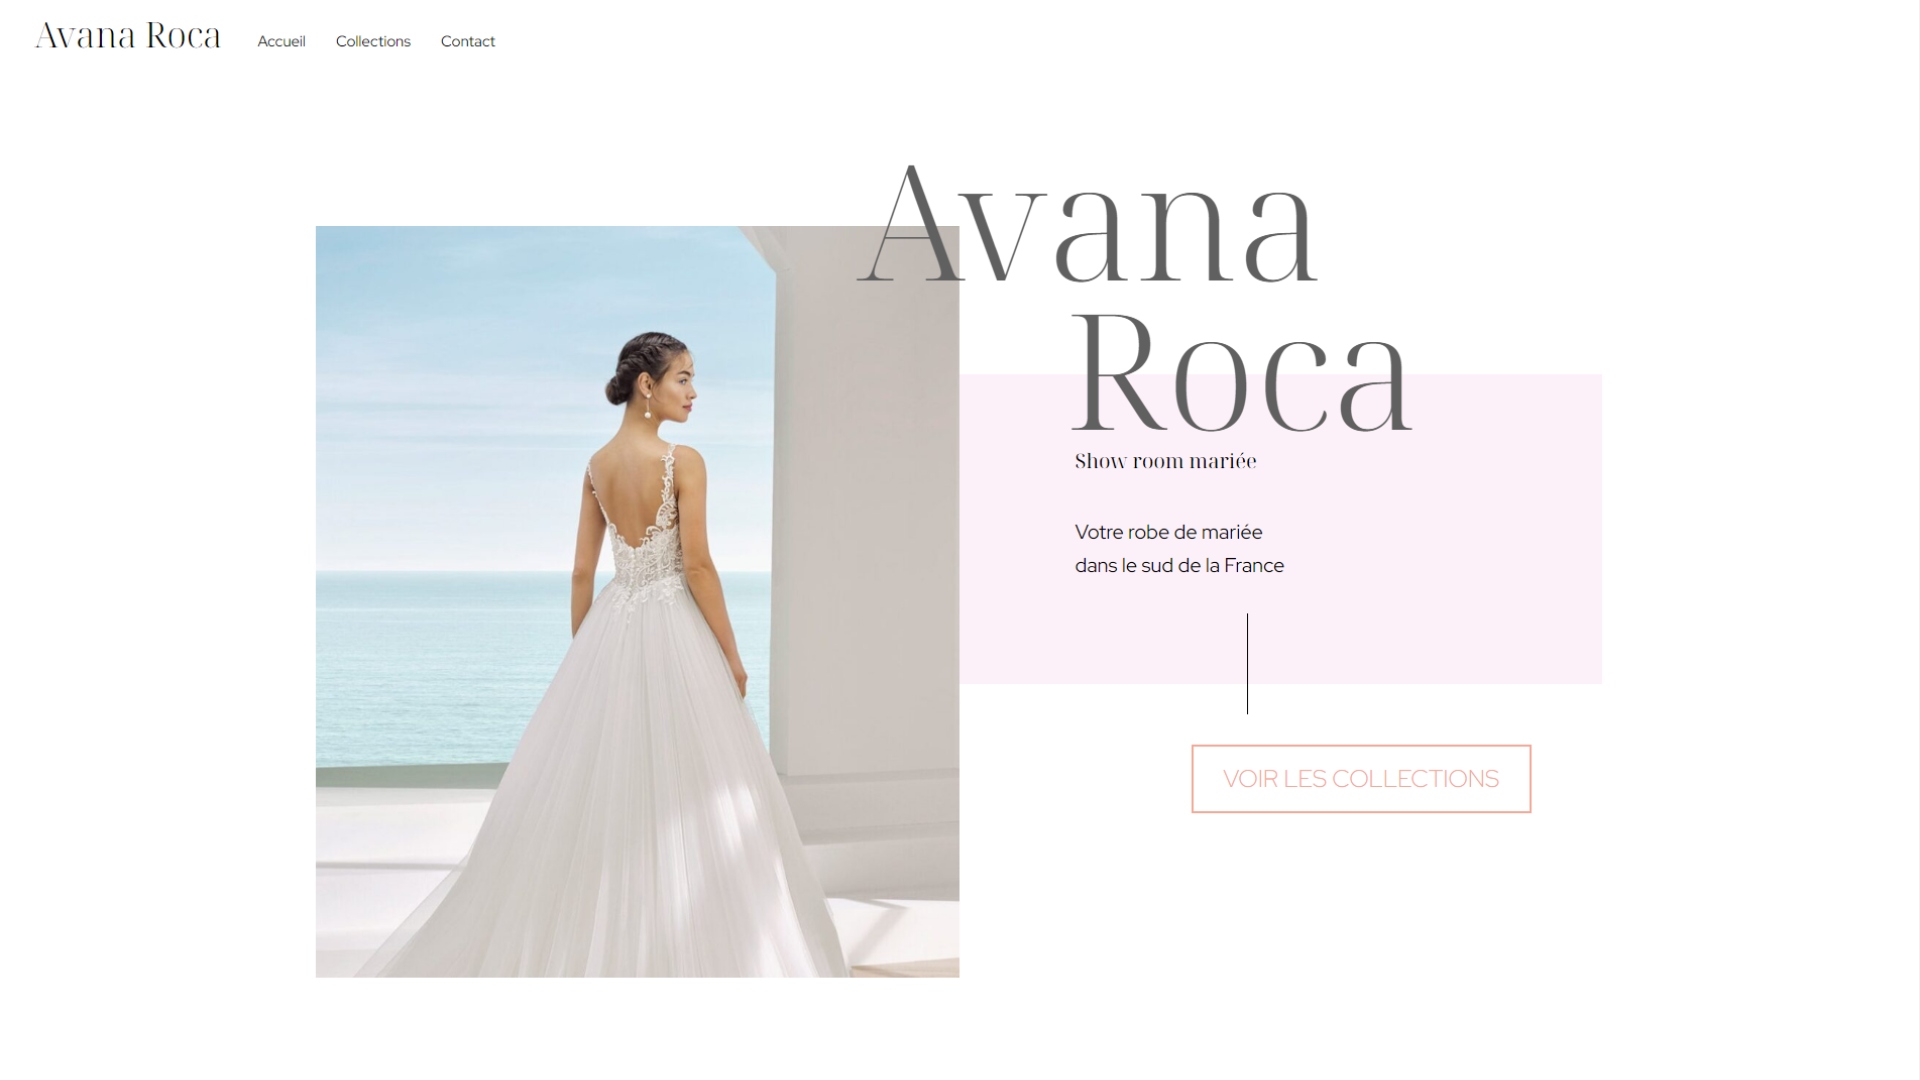 Avana Roca
Accueil
Collections
Contact
Avana
Roca
Show room mariée
Votre robe de mariée
dans le sud de la France
VOIR LES COLLECTIONS